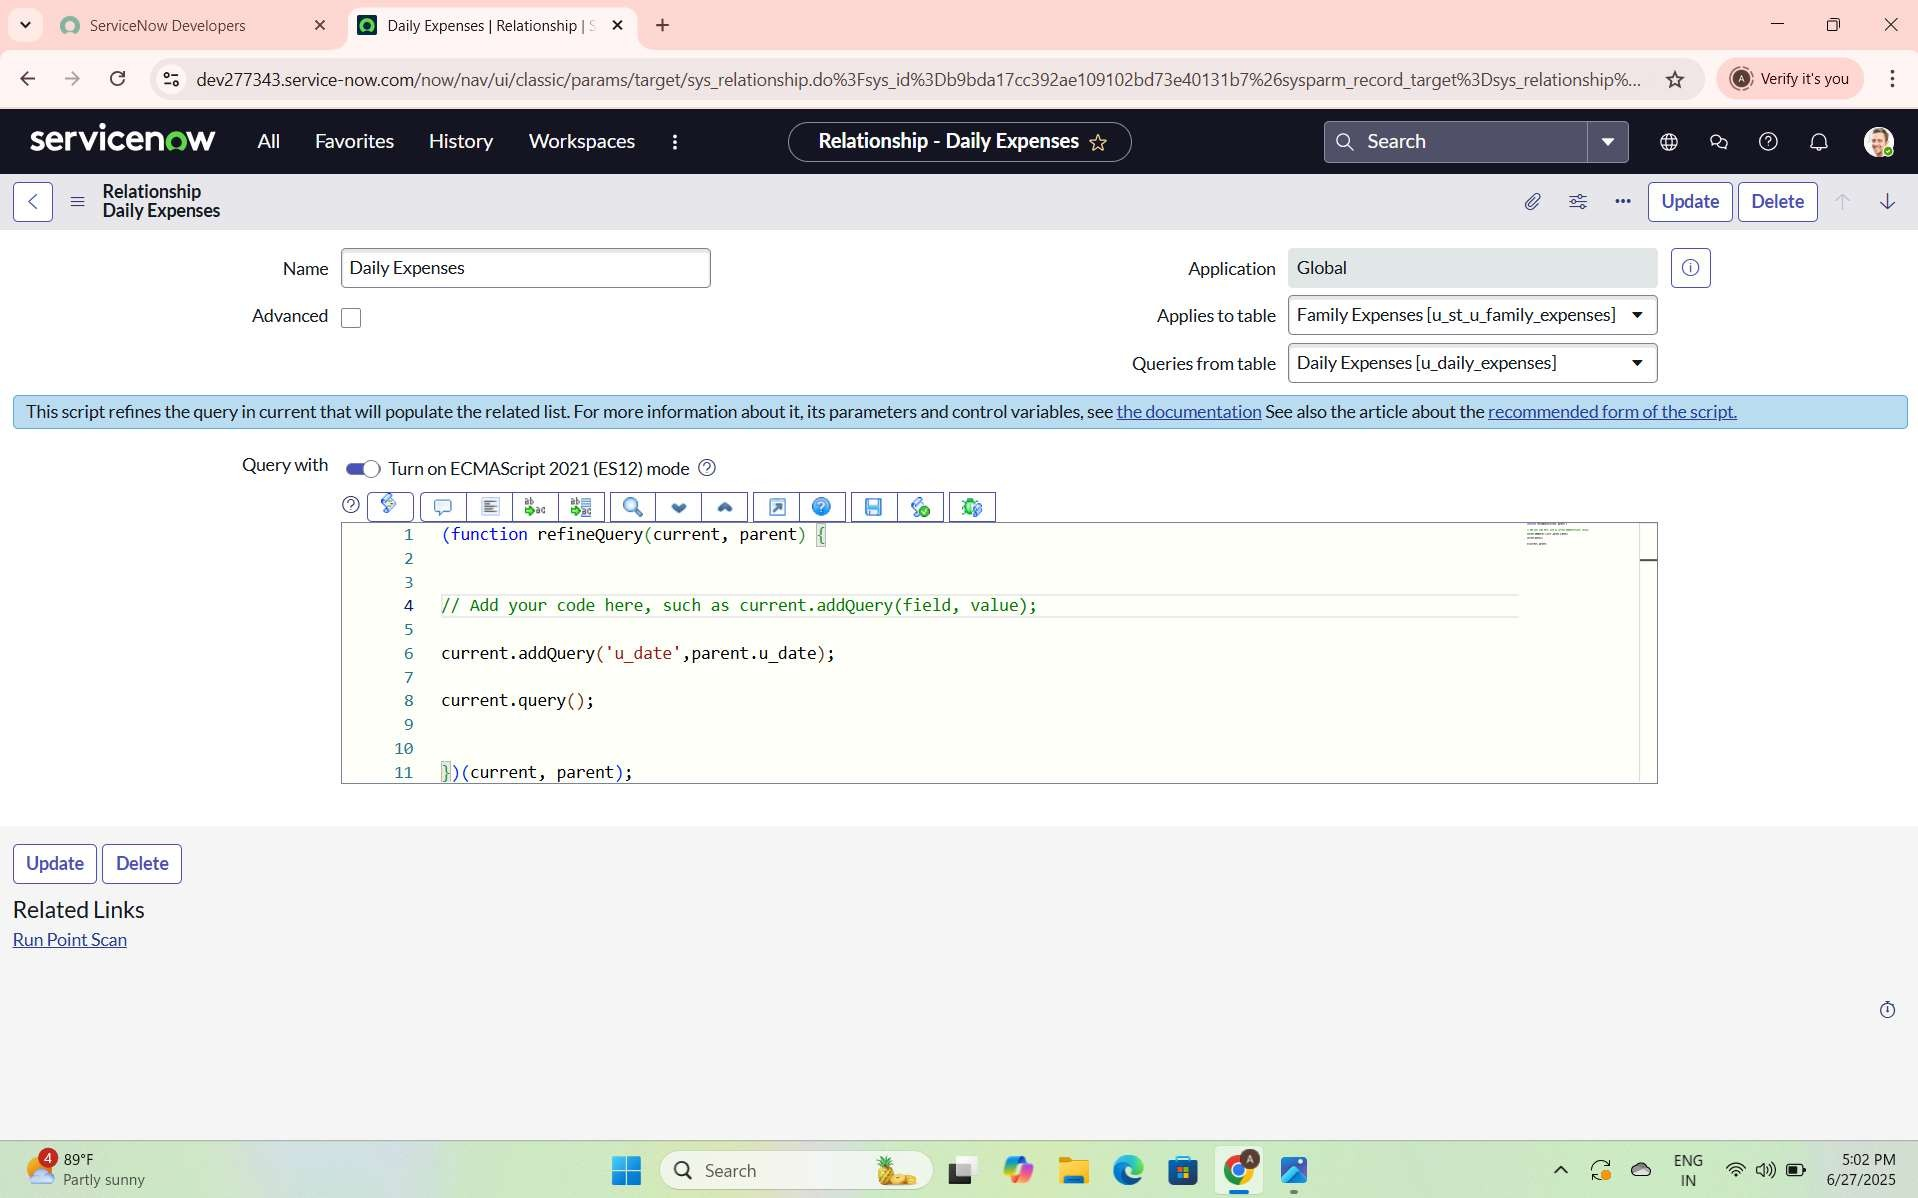 ServiceNow Developers
Daily Expenses | Relationship | S
dev277343.service-now.com/now/nav/ui/classic/params/target/sys_relationship.do%3Fsys_id%3Db9bda17cc392ae109102bd73e40131b7%26sysparm_record_target%3Dsys_relationship%...
A Verify it's you
servicenow All Favorites History Workspaces Relationship - Daily Expenses Search
Relationship
Daily Expenses
Update Delete
Name Daily Expenses
Application Global
Advanced
Applies to table Family Expenses [u_st_u_family_expenses]
Queries from table Daily Expenses [u_daily_expenses]
This script refines the query in current that will populate the related list. For more information about it, its parameters and control variables, see the documentation See also the article about the recommended form of the script.
Query with Turn on ECMAScript 2021 (ES12) mode
1 (function refineQuery(current, parent) {
2
3
4 // Add your code here, such as current.addQuery(field, value);
5
6 current.addQuery('u_date',parent.u_date);
7
8 current.query();
9
10
11 })(current, parent);
Update Delete
Related Links
Run Point Scan
4 89°F
Partly sunny
Search
A
ENG
IN
5:02 PM
6/27/2025